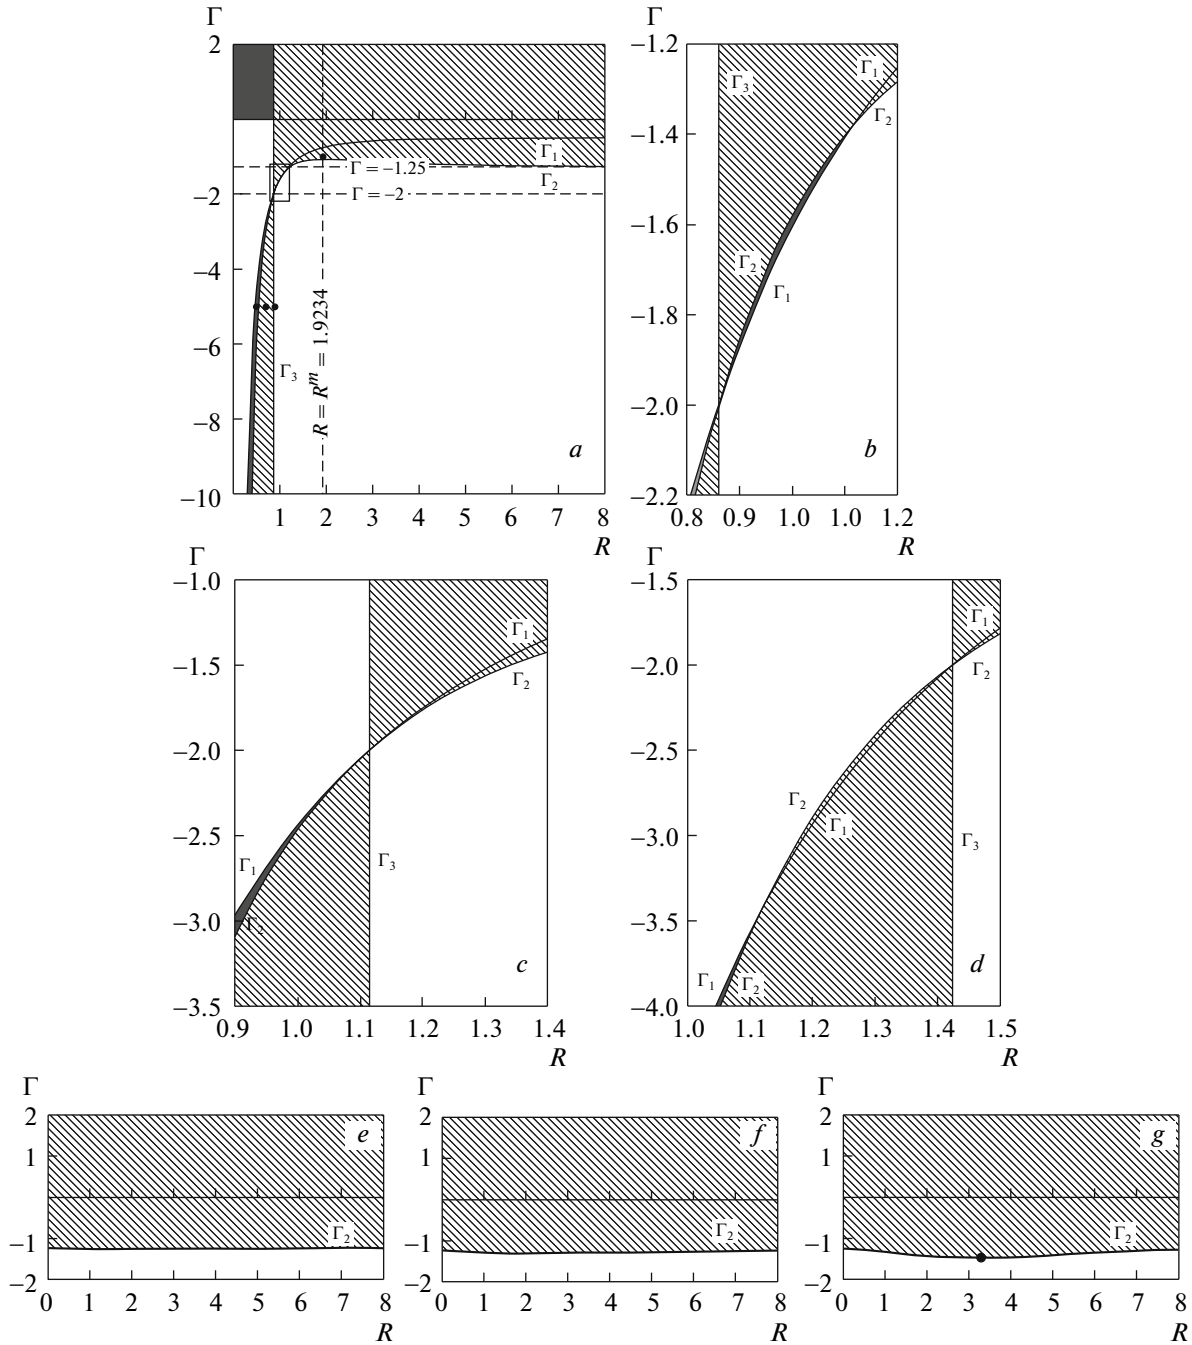 Γ
2
−2
−4
−6
−8
−10
Γ₁
Γ = −1.25
Γ₂
Γ = −2
Γ₃
R = Rᵐ = 1.9234
a
1 2 3 4 5 6 7 8
R
Γ
−1.2
−1.4
−1.6
−1.8
−2.0
−2.2
Γ₃
Γ₁
Γ₂
Γ₂
Γ₁
b
0.8 0.9 1.0 1.0 1.2
R
Γ
−1.0
−1.5
−2.0
−2.5
−3.0
−3.5
Γ₁
Γ₂
Γ₁
Γ₃
Γ₂
c
0.9 1.0 1.1 1.2 1.3 1.4
R
Γ
−1.5
−2.0
−2.5
−3.0
−3.5
−4.0
Γ₁
Γ₂
Γ₂
Γ₁
Γ₃
Γ₁
Γ₂
d
1.0 1.1 1.2 1.3 1.4 1.5
R
Γ
2
1
−1
−2
e
Γ₂
0 1 2 3 4 5 6 7 8
R
Γ
2
1
−1
−2
f
Γ₂
0 1 2 3 4 5 6 7 8
R
Γ
2
1
−1
−2
g
Γ₂
0 1 2 3 4 5 6 7 8
R